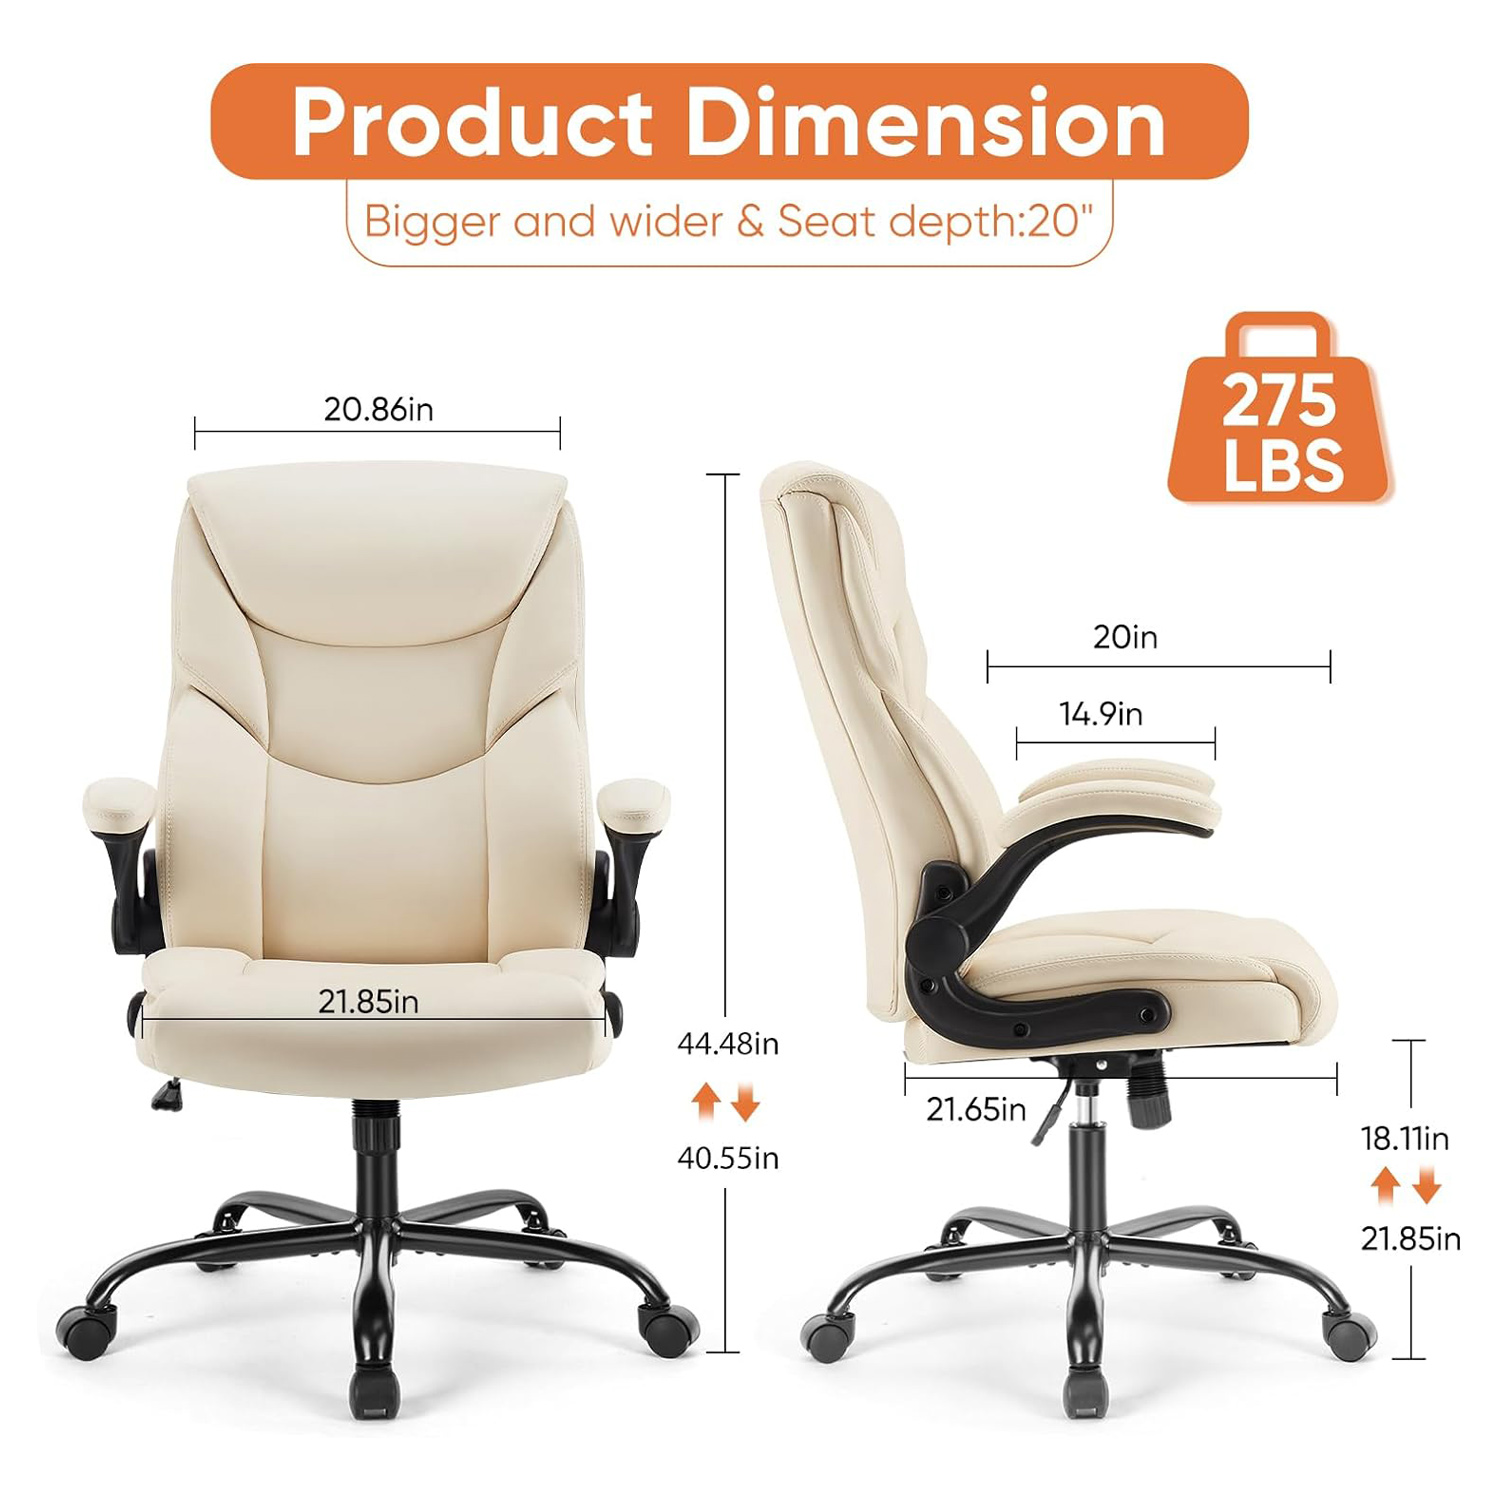 Product Dimension
Bigger and wider & Seat depth:20"
275
LBS
20.86in
20in
14.9in
21.85in
44.48in
40.55in
21.65in
18.11in
21.85in